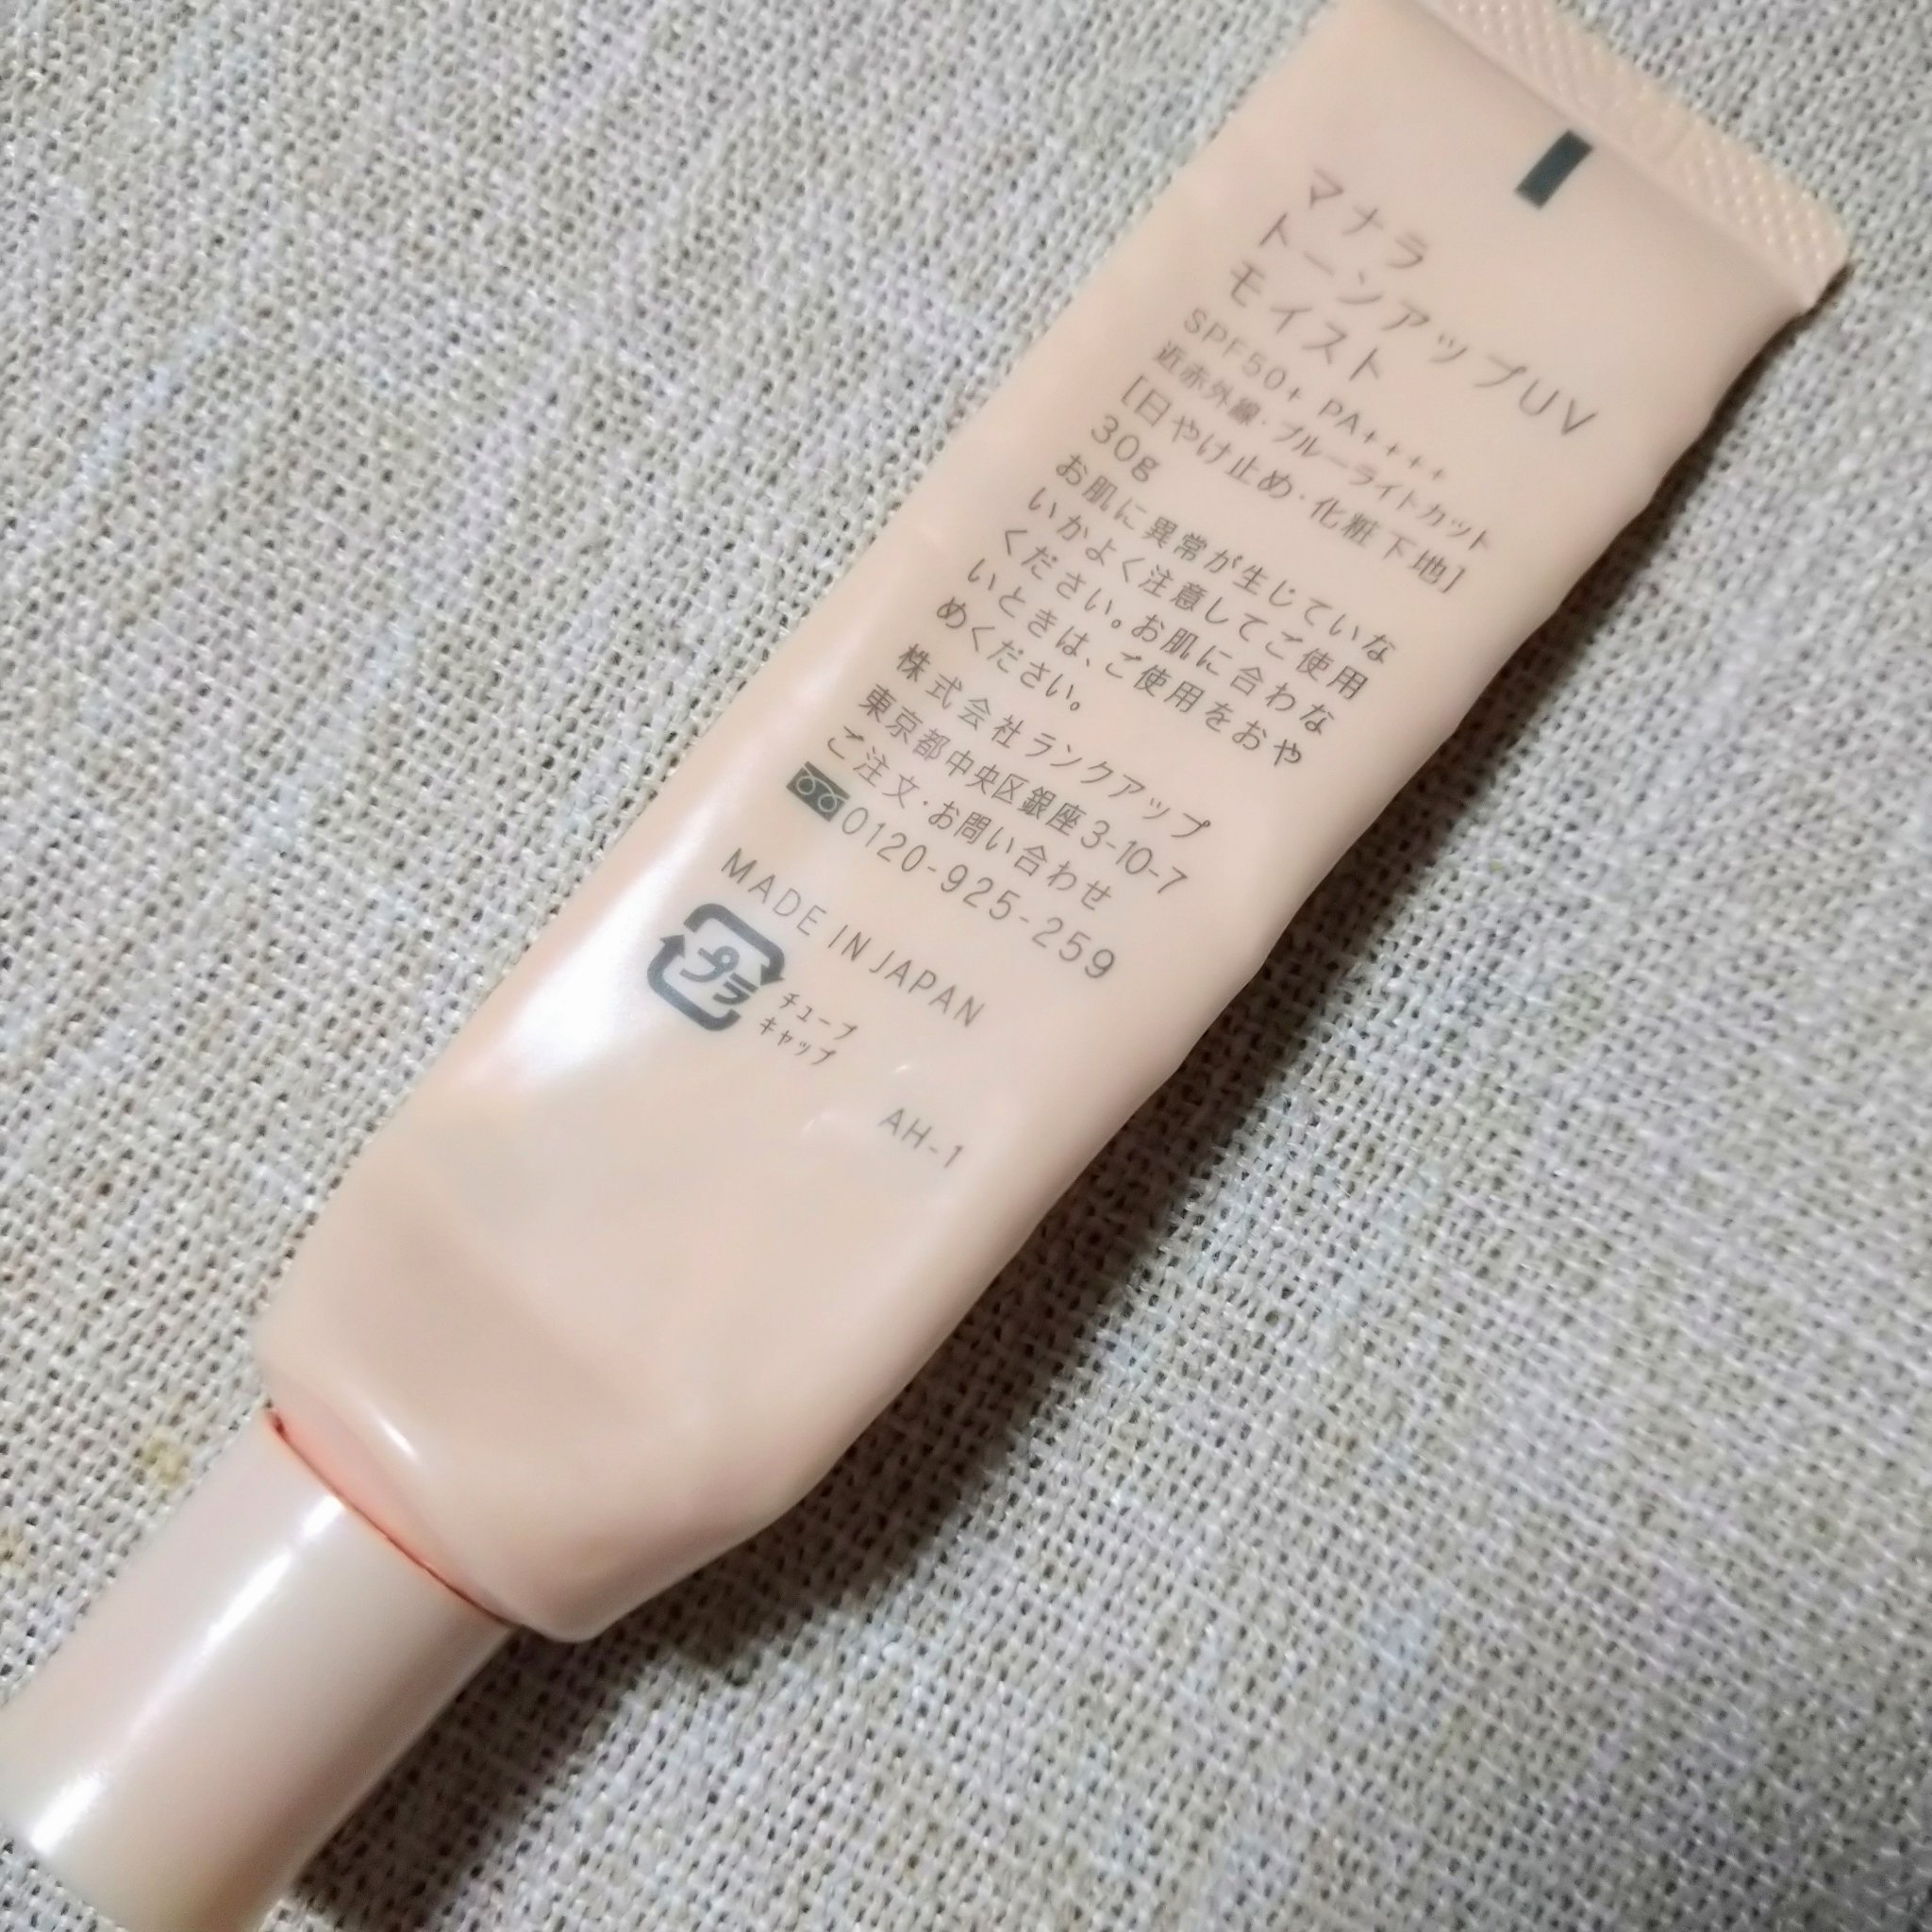 マナラ
トーンアップUV
モイスト
SPF50+ PA++++
近赤外線・ブルーライトカット
[日やけ止め・化粧下地]
30g
お肌に異常が生じていな
いかよく注意してご使用
ください。お肌に合わな
いときは、ご使用をおや
めください。
株式会社ランクアップ
東京都中央区銀座3-10-7
ご注文・お問い合わせ
0120-925-259
MADE IN JAPAN
プラ
チューブ
キャップ
AH-1